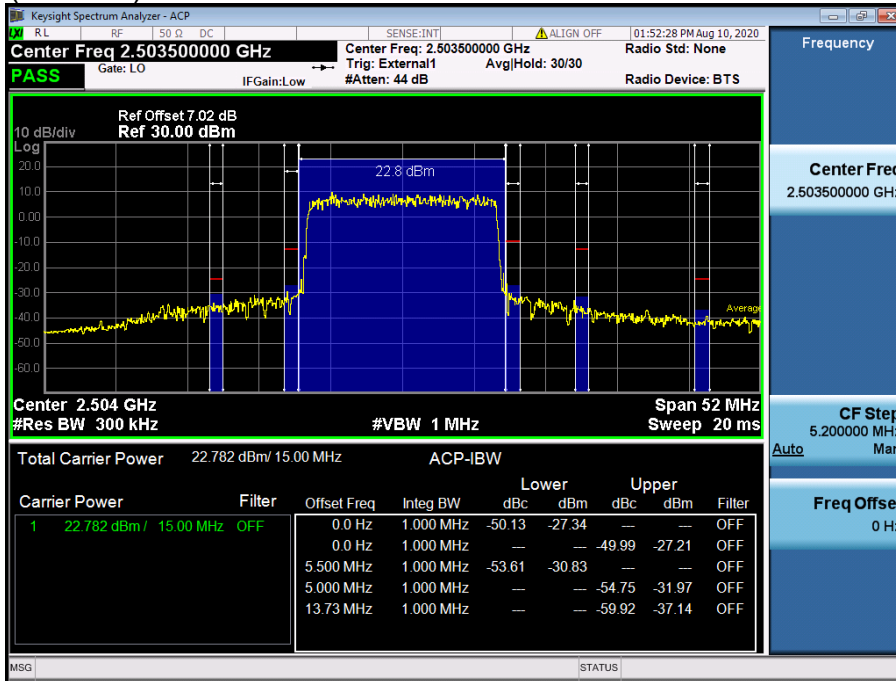 Keysight Spectrum Analyzer - ACP
RL RF 50 Ω DC SENSE:INT ALIGN OFF 01:52:28 PM Aug 10, 2020
Center Freq 2.503500000 GHz
Center Freq: 2.503500000 GHz
Radio Std: None
PASS
Gate: LO
IFGain:Low
Trig: External1 Avg|Hold: 30/30
#Atten: 44 dB
Radio Device: BTS
Ref Offset 7.02 dB
10 dB/div Ref 30.00 dBm
Log
20.0
10.0
0.00
-10.0
-20.0
-30.0
-40.0
-50.0
-60.0
22.8 dBm
Average
Center 2.504 GHz Span 52 MHz
#Res BW 300 kHz #VBW 1 MHz Sweep 20 ms
Total Carrier Power 22.782 dBm/ 15.00 MHz ACP-IBW
Lower Upper
Carrier Power Filter Offset Freq Integ BW dBc dBm dBc dBm Filter
1 22.782 dBm / 15.00 MHz OFF 0.0 Hz 1.000 MHz -50.13 -27.34 --- --- OFF
0.0 Hz 1.000 MHz --- --- -49.99 -27.21 OFF
5.500 MHz 1.000 MHz -53.61 -30.83 --- --- OFF
5.000 MHz 1.000 MHz --- --- -54.75 -31.97 OFF
13.73 MHz 1.000 MHz --- --- -59.92 -37.14 OFF
MSG STATUS
Frequency
Center Freq
2.503500000 GHz
CF Step
5.200000 MHz
Auto Man
Freq Offset
0 Hz